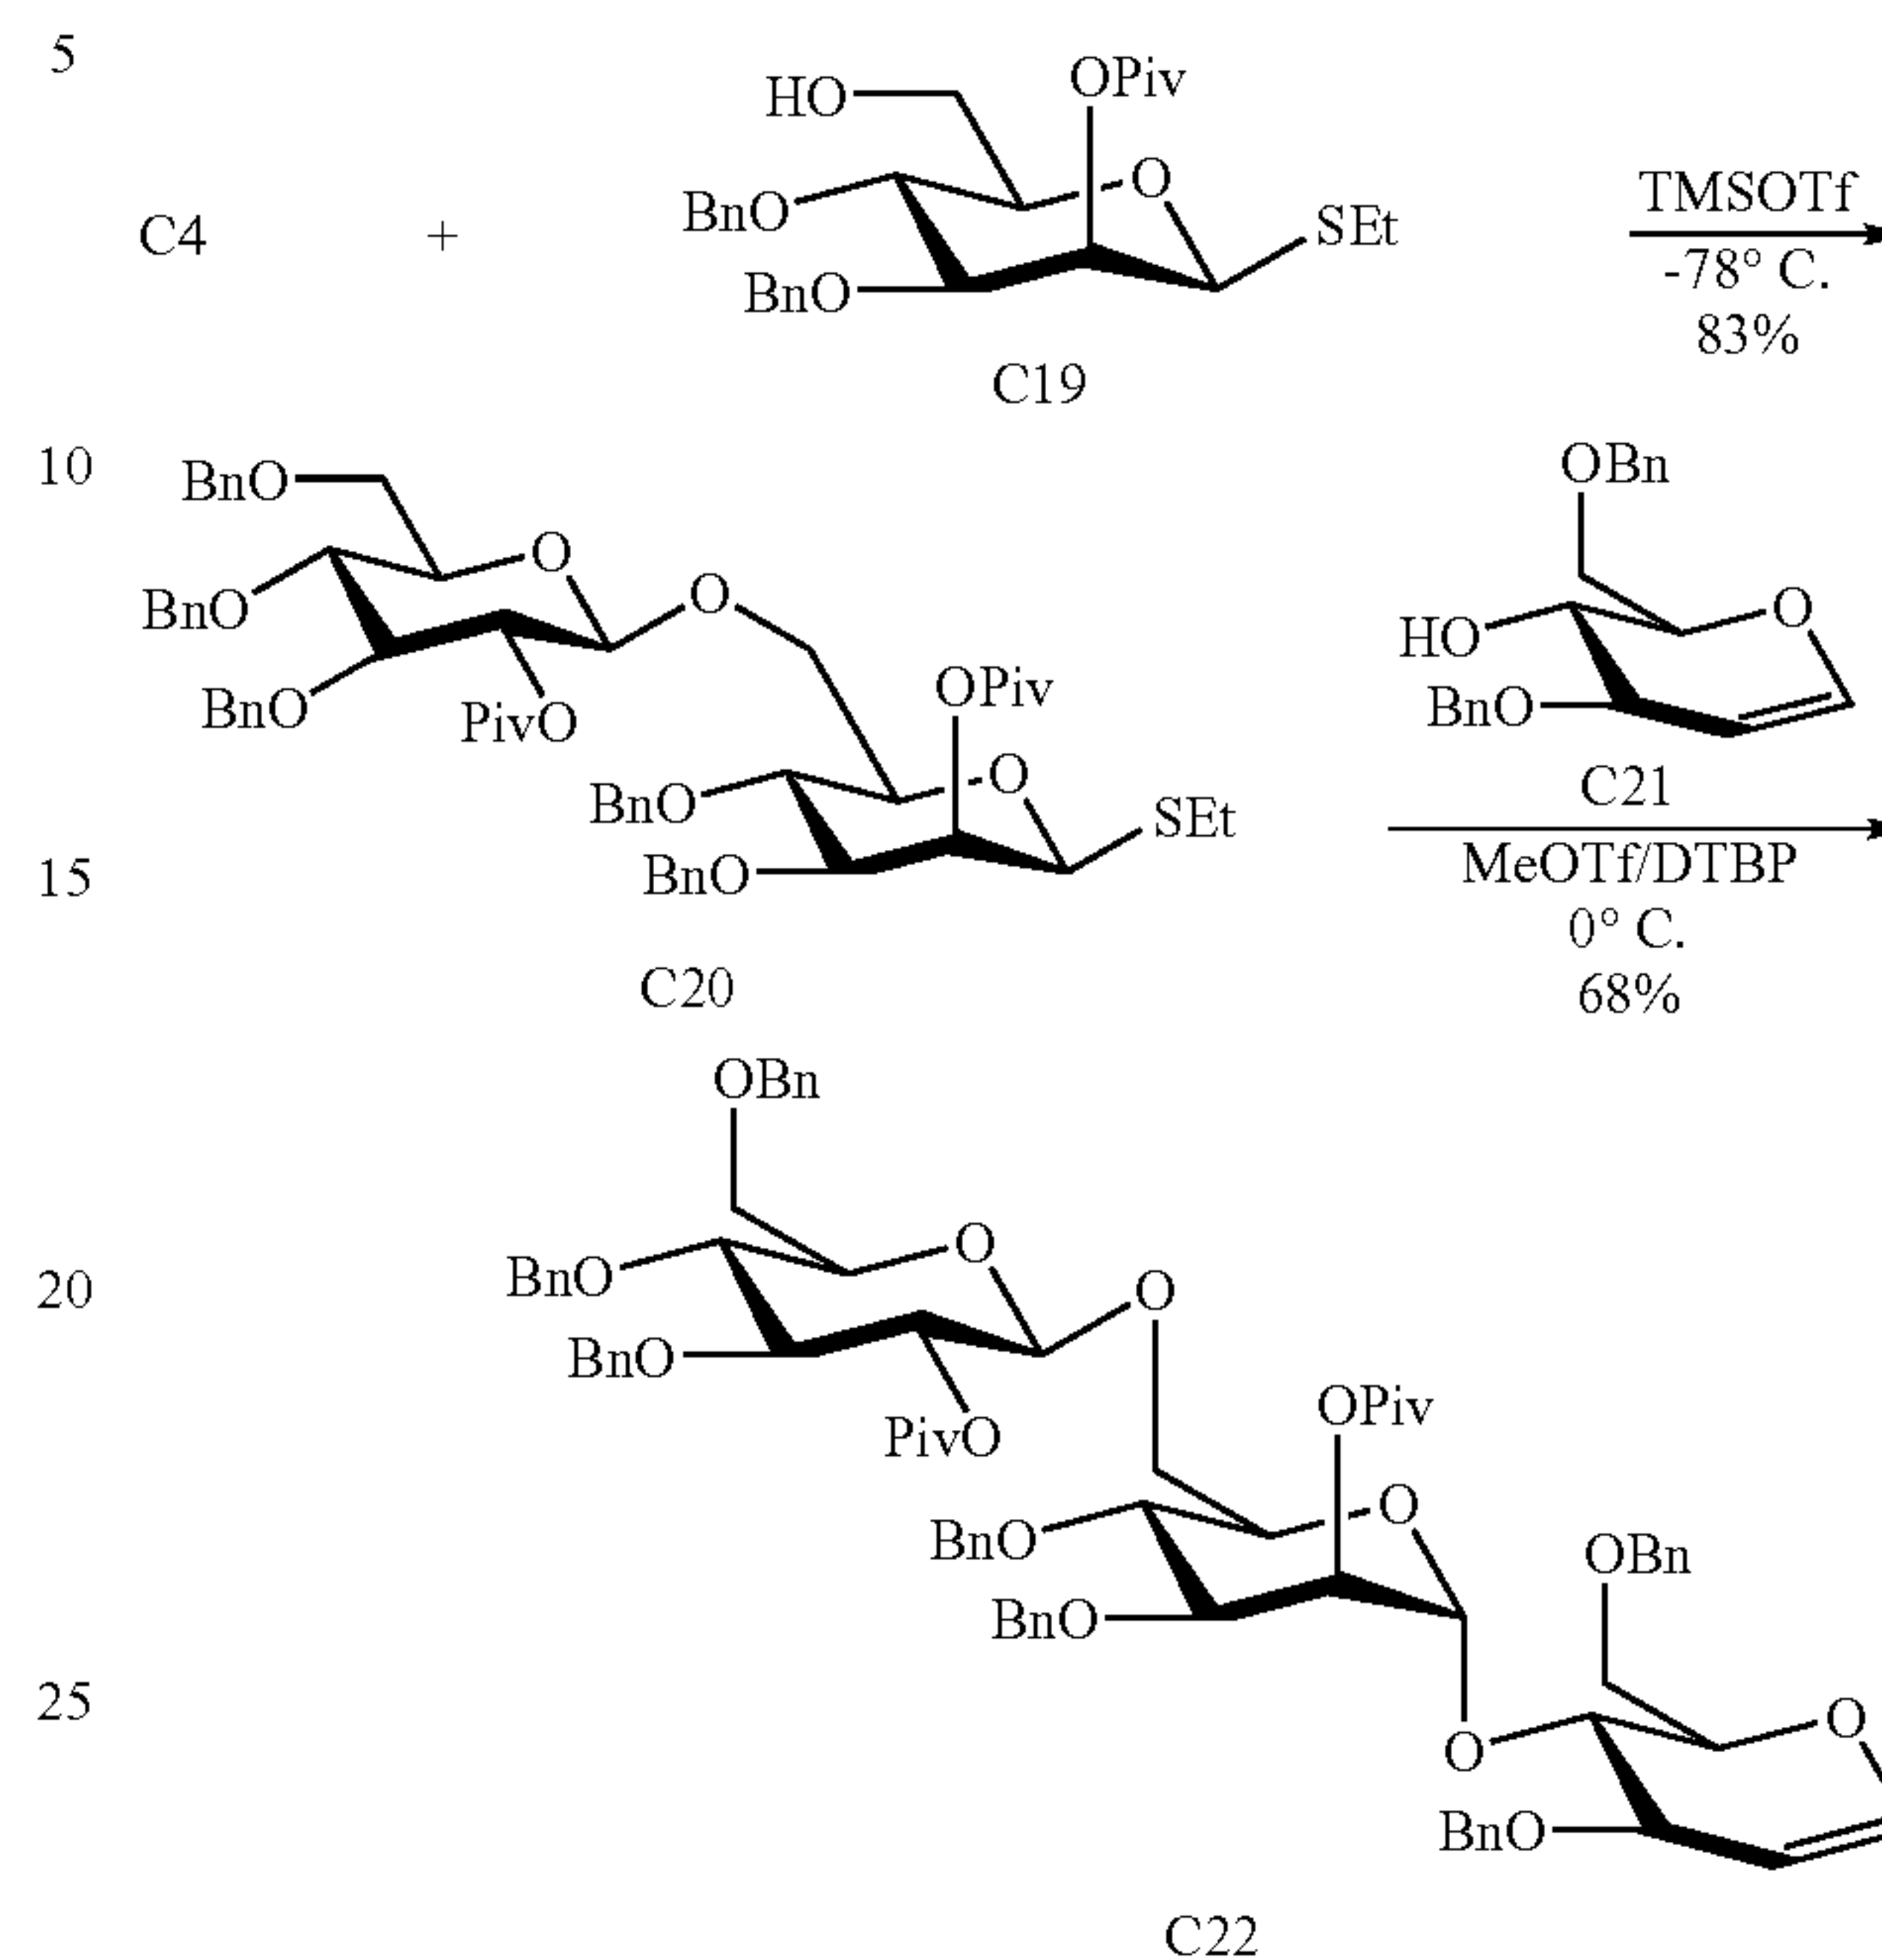 5
HO
OPiv
O
TMSOTf
C4
+
BnO
SEt
-78° C.
BnO
83%
C19
10
BnO
OBn
O
O
O
BnO
HO
OPiv
BnO
PivO
BnO
O
C21
BnO
SEt
15
BnO
MeOTf/DTBP
0° C.
C20
68%
OBn
O
20
BnO
O
BnO
OPiv
PivO
O
BnO
OBn
BnO
25
O
O
BnO
C22